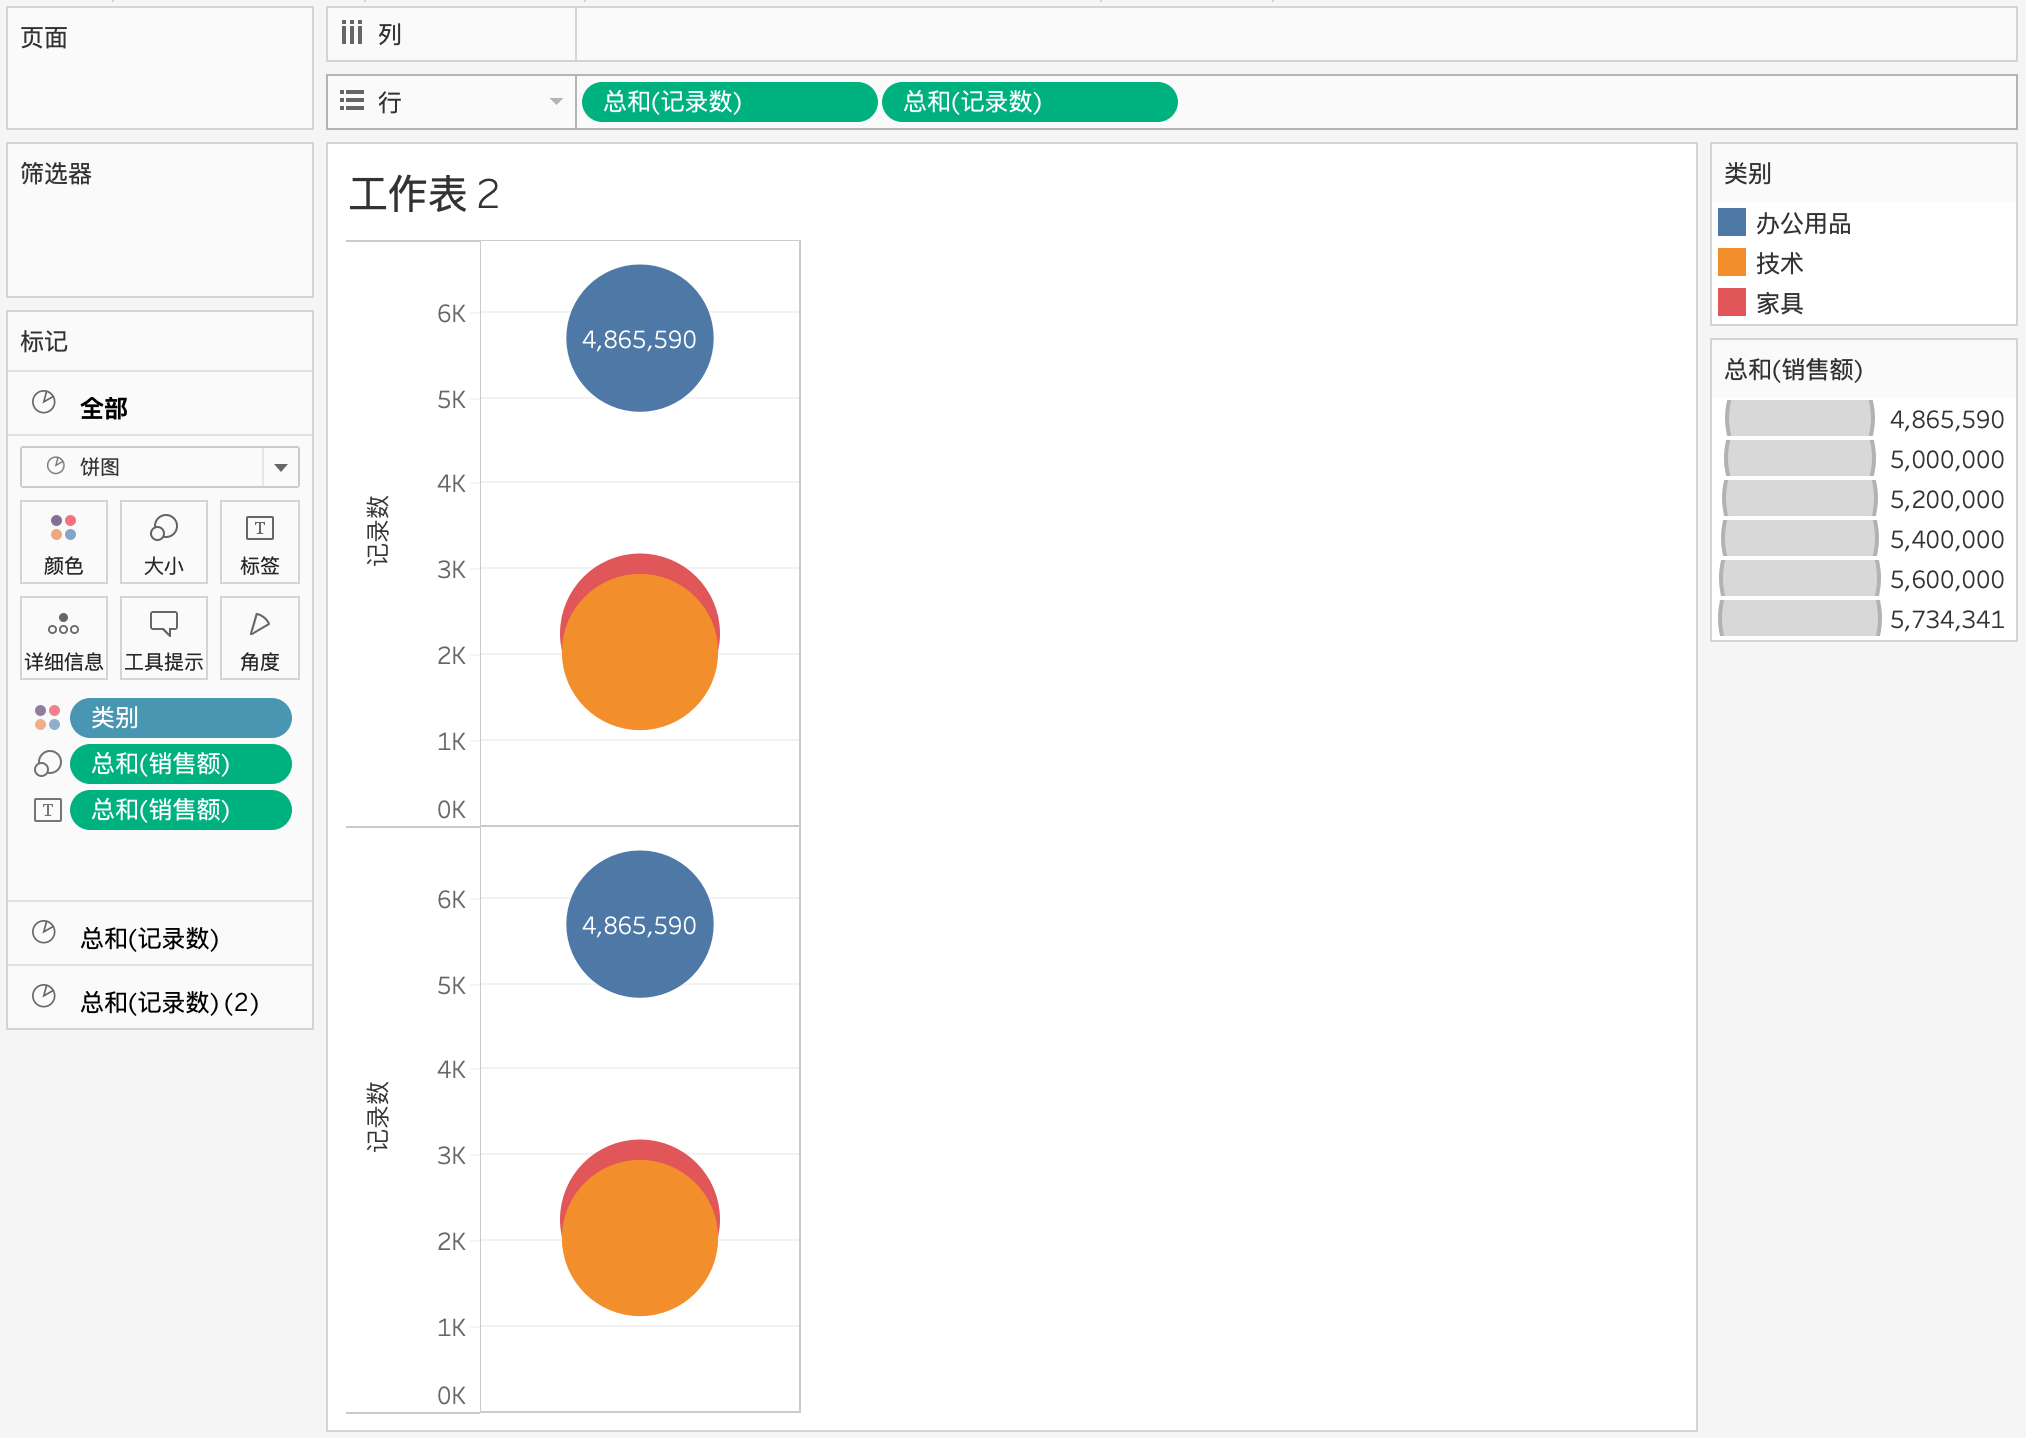 页面
列
行
总和(记录数)
总和(记录数)
筛选器
标记
全部
饼图
颜色
大小
标签
详细信息
工具提示
角度
类别
总和(销售额)
总和(销售额)
总和(记录数)
总和(记录数) (2)
工作表 2
记录数
6K
5K
4K
3K
2K
1K
0K
4,865,590
记录数
6K
5K
4K
3K
2K
1K
0K
4,865,590
类别
办公用品
技术
家具
总和(销售额)
4,865,590
5,000,000
5,200,000
5,400,000
5,600,000
5,734,341